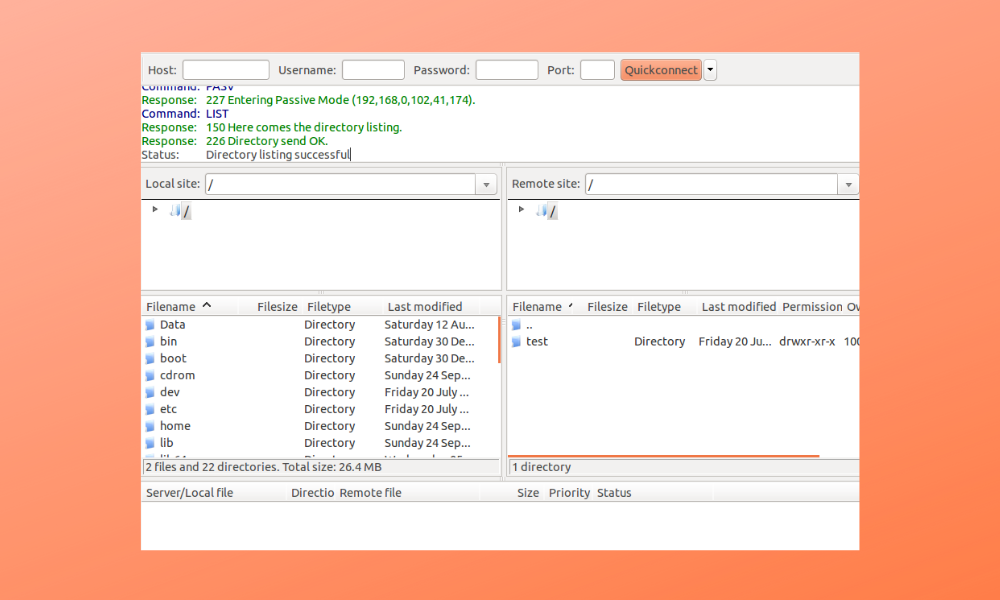 Host: Username: Password: Port: Quickconnect
Command: PASV
Response: 227 Entering Passive Mode (192,168,0,102,41,174).
Command: LIST
Response: 150 Here comes the directory listing.
Response: 226 Directory send OK.
Status: Directory listing successful
Local site: / Remote site: /
/ /
Filename Filesize Filetype Last modified Filename Filesize Filetype Last modified Permission Ov
Data Directory Saturday 12 Au... ..
bin Directory Saturday 30 De... test Directory Friday 20 Ju... drwxr-xr-x 100
boot Directory Saturday 30 De...
cdrom Directory Sunday 24 Sep...
dev Directory Friday 20 July ...
etc Directory Friday 20 July ...
home Directory Sunday 24 Sep...
lib Directory Sunday 24 Sep...
2 files and 22 directories. Total size: 26.4 MB 1 directory
Server/Local file Directio Remote file Size Priority Status